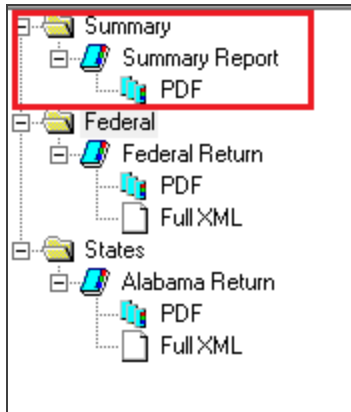 Summary
Summary Report
PDF
Federal
Federal Return
PDF
Full XML
States
Alabama Return
PDF
Full XML